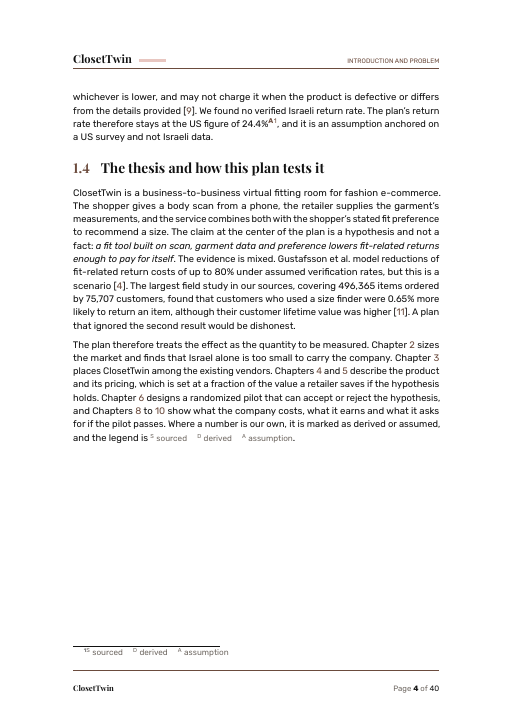 ClosetTwin
INTRODUCTION AND PROBLEM
whichever is lower, and may not charge it when the product is defective or differs
from the details provided [9]. We found no verified Israeli return rate. The plan's return
rate therefore stays at the US figure of 24.4%A1, and it is an assumption anchored on
a US survey and not Israeli data.
1.4 The thesis and how this plan tests it
ClosetTwin is a business-to-business virtual fitting room for fashion e-commerce.
The shopper gives a body scan from a phone, the retailer supplies the garment's
measurements, and the service combines both with the shopper's stated fit preference
to recommend a size. The claim at the center of the plan is a hypothesis and not a
fact: a fit tool built on scan, garment data and preference lowers fit-related returns
enough to pay for itself. The evidence is mixed. Gustafsson et al. model reductions of
fit-related return costs of up to 80% under assumed verification rates, but this is a
scenario [4]. The largest field study in our sources, covering 496,365 items ordered
by 75,707 customers, found that customers who used a size finder were 0.65% more
likely to return an item, although their customer lifetime value was higher [11]. A plan
that ignored the second result would be dishonest.
The plan therefore treats the effect as the quantity to be measured. Chapter 2 sizes
the market and finds that Israel alone is too small to carry the company. Chapter 3
places ClosetTwin among the existing vendors. Chapters 4 and 5 describe the product
and its pricing, which is set at a fraction of the value a retailer saves if the hypothesis
holds. Chapter 6 designs a randomized pilot that can accept or reject the hypothesis,
and Chapters 8 to 10 show what the company costs, what it earns and what it asks
for if the pilot passes. Where a number is our own, it is marked as derived or assumed,
and the legend is S sourced D derived A assumption.
1S sourced D derived A assumption
ClosetTwin
Page 4 of 40